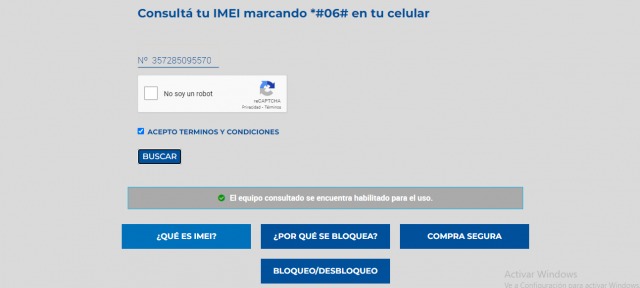 Consultá tu IMEI marcando *#06# en tu celular
Nº 357285095570
No soy un robot
reCAPTCHA
Privacidad - Términos
ACEPTO TERMINOS Y CONDICIONES
BUSCAR
El equipo consultado se encuentra habilitado para el uso.
¿QUÉ ES IMEI?
¿POR QUÉ SE BLOQUEA?
COMPRA SEGURA
BLOQUEO/DESBLOQUEO
Activar Windows
Ve a Configuración para activar Windows